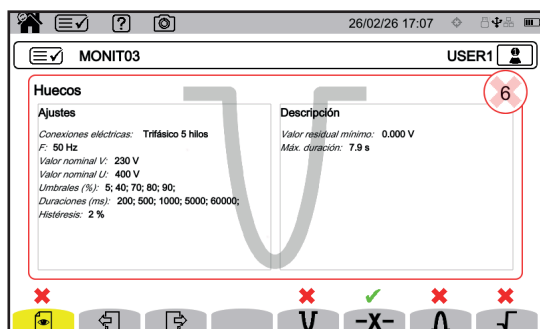 26/02/26 17:07
MONIT03
USER1
Huecos
6
Ajustes
Conexiones eléctricas: Trifásico 5 hilos
F: 50 Hz
Valor nominal V: 230 V
Valor nominal U: 400 V
Umbrales (%): 5; 40; 70; 80; 90;
Duraciones (ms): 200; 500; 1000; 5000; 60000;
Histéresis: 2 %
Descripción
Valor residual mínimo: 0.000 V
Máx. duración: 7.9 s